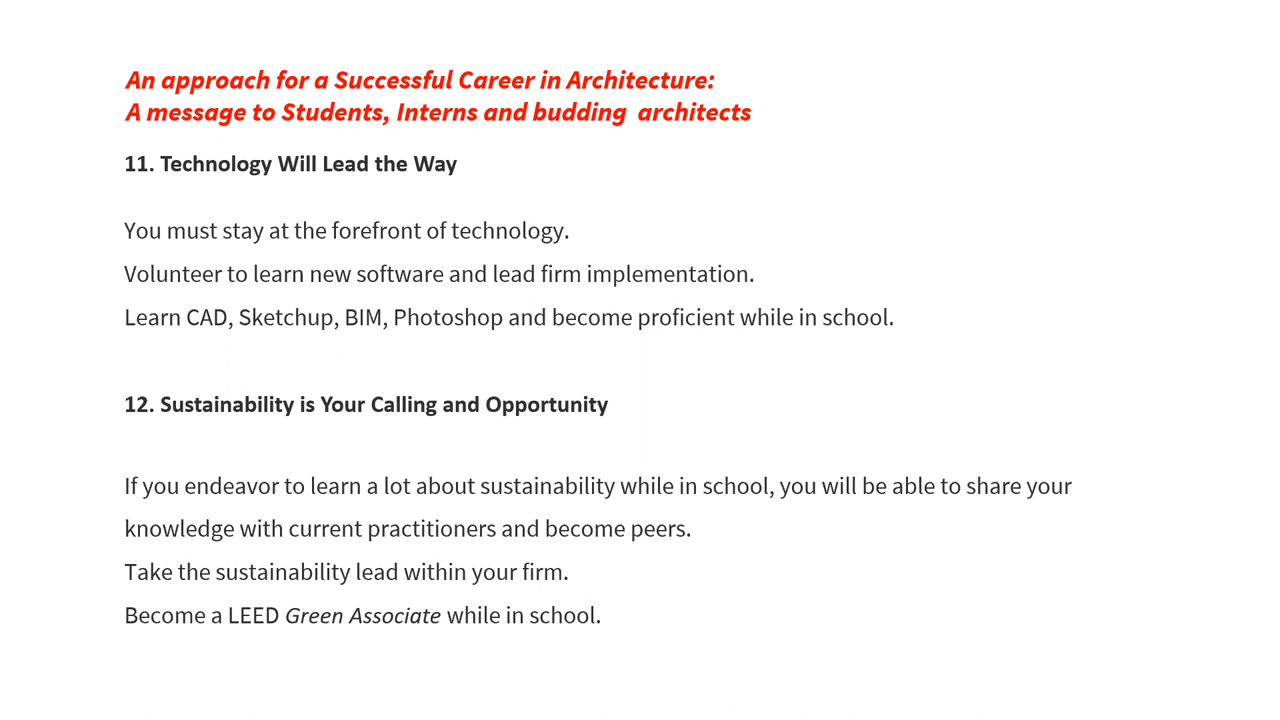 An approach for a Successful Career in Architecture:
A message to Students, Interns and budding  architects
11. Technology Will Lead the Way
You must stay at the forefront of technology.
Volunteer to learn new software and lead firm implementation.
Learn CAD, Sketchup, BIM, Photoshop and become proficient while in school.
12. Sustainability is Your Calling and Opportunity
If you endeavor to learn a lot about sustainability while in school, you will be able to share your
knowledge with current practitioners and become peers.
Take the sustainability lead within your firm.
Become a LEED Green Associate while in school.